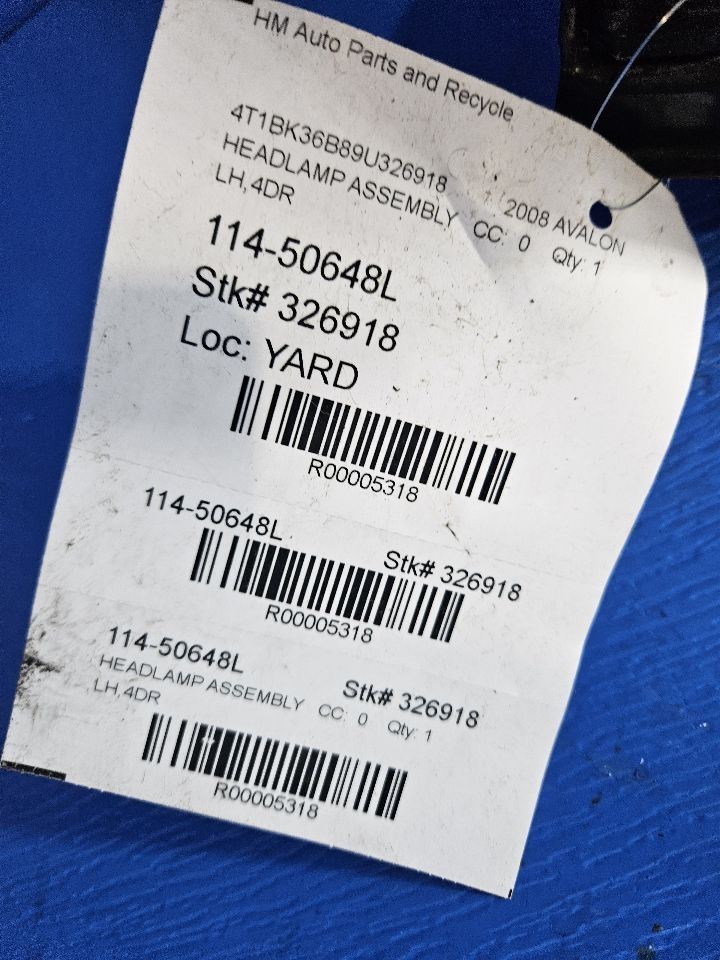 HM Auto Parts and Recycle
4T1BK36B89U326918 2008 AVALON
HEADLAMP ASSEMBLY CC: 0 Qty: 1
LH,4DR
114-50648L
Stk# 326918
Loc: YARD
R00005318
114-50648L Stk# 326918
R00005318
114-50648L Stk# 326918
HEADLAMP ASSEMBLY CC: 0 Qty: 1
LH,4DR
R00005318